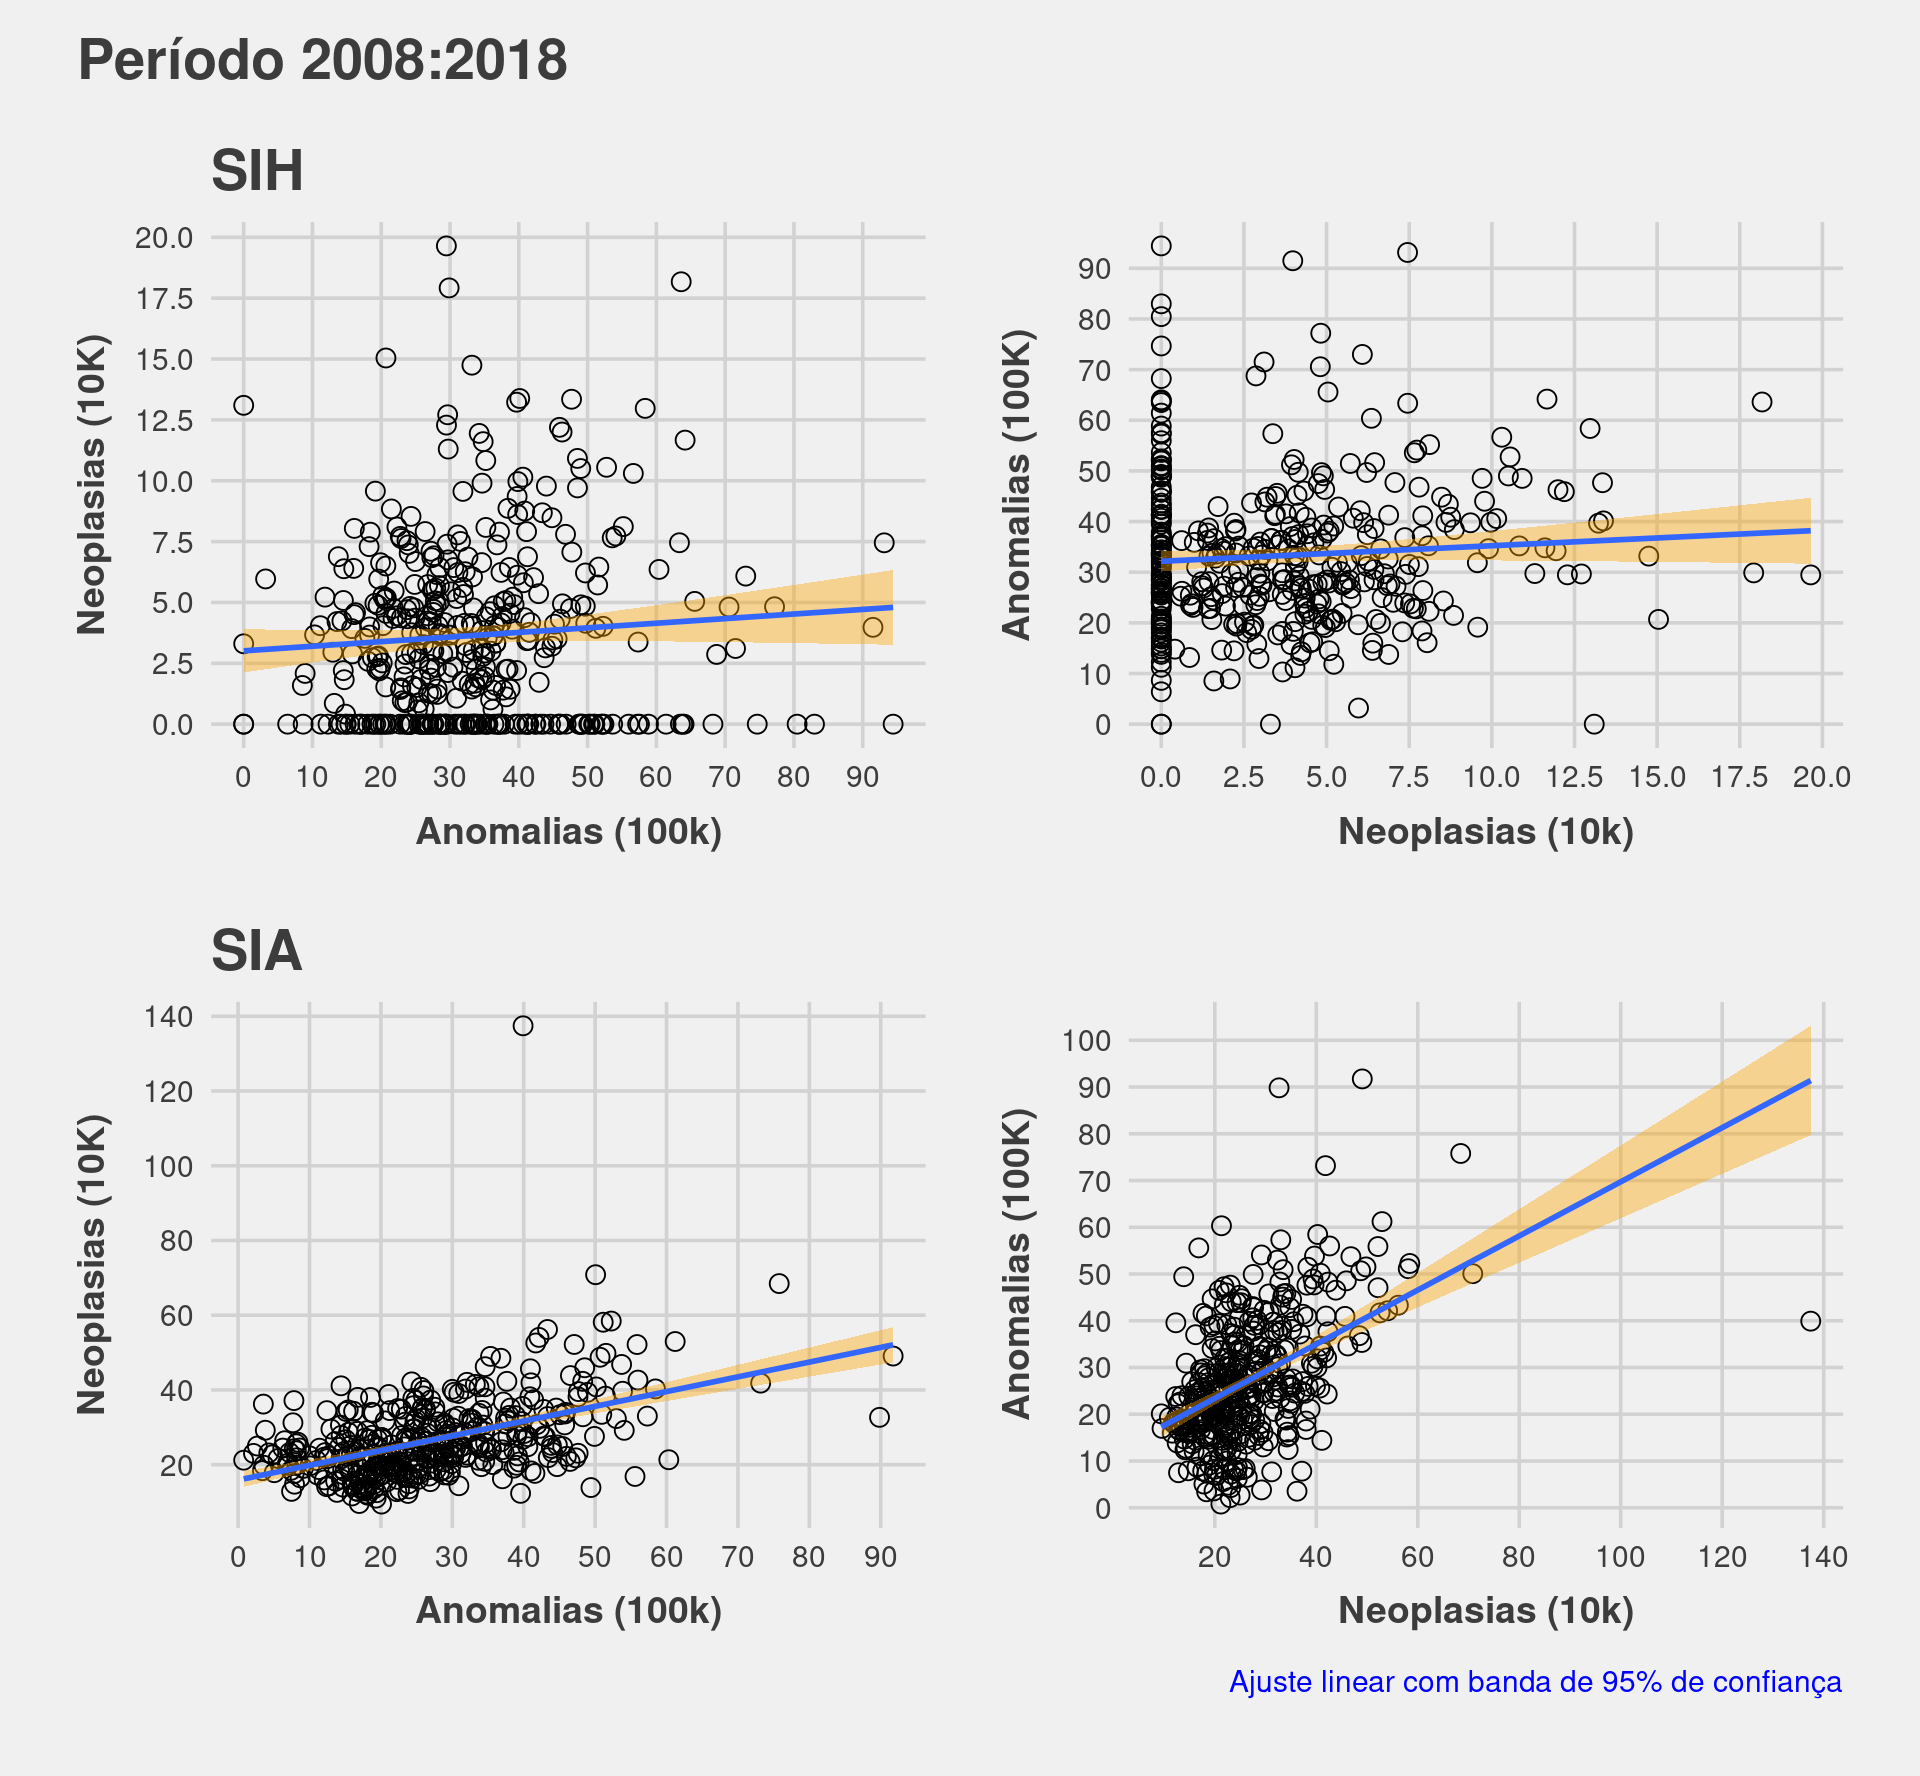 Período 2008:2018
SIH
Neoplasias (10K)
20.0
17.5
15.0
12.5
10.0
7.5
5.0
2.5
0.0
0 10 20 30 40 50 60 70 80 90
Anomalias (100k)
Anomalias (100K)
90
80
70
60
50
40
30
20
10
0
0.0 2.5 5.0 7.5 10.0 12.5 15.0 17.5 20.0
Neoplasias (10k)
SIA
Neoplasias (10K)
140
120
100
80
60
40
20
0 10 20 30 40 50 60 70 80 90
Anomalias (100k)
Anomalias (100K)
100
90
80
70
60
50
40
30
20
10
0
20 40 60 80 100 120 140
Neoplasias (10k)
Ajuste linear com banda de 95% de confiança